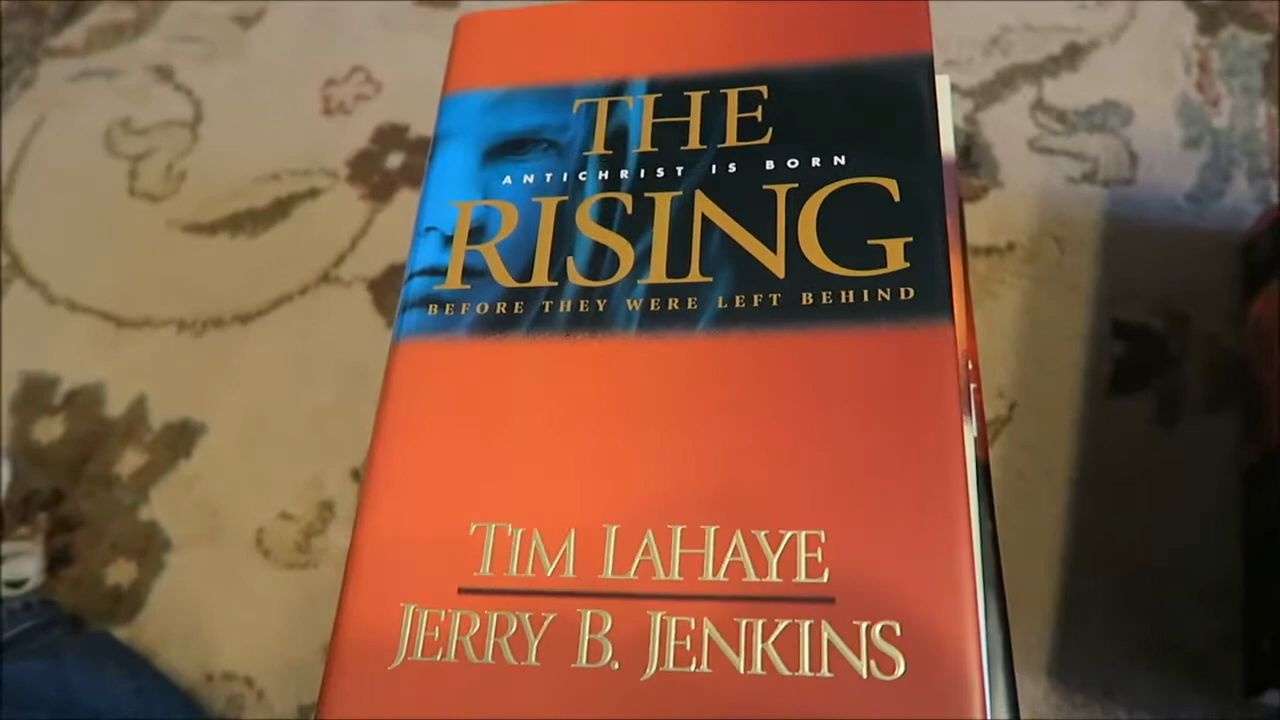 THE
ANTICHRIST IS BORN
RISING
BEFORE THEY WERE LEFT BEHIND
TIM LAHAYE
JERRY B. JENKINS